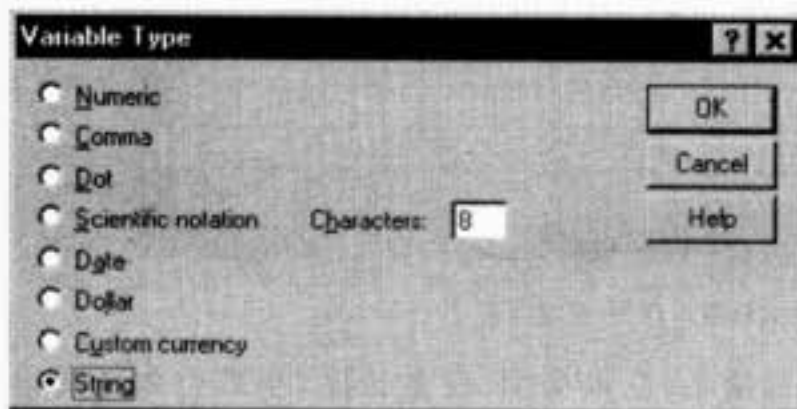 Variable Type
Numeric
Comma
Dot
Scientific notation Characters: 8
Date
Dollar
Custom currency
String
OK
Cancel
Help